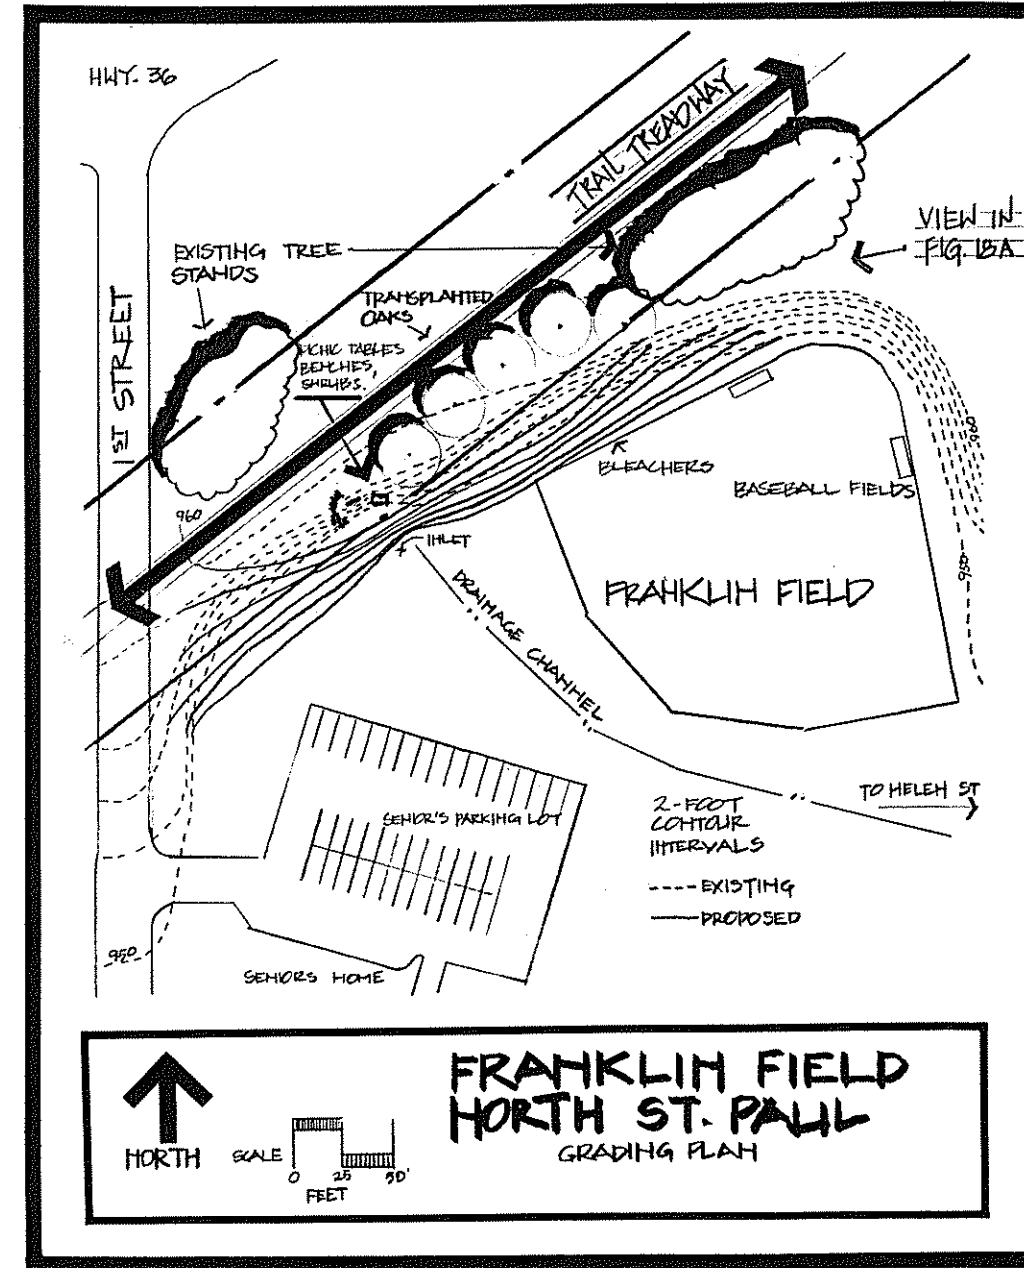 HWY. 36
TRAIL TREADWAY
VIEW IN
FIG. 18A
EXISTING TREE
STANDS
TRANSPLANTED
OAKS
PICNIC TABLES
BENCHES,
SHRUBS,
1ST STREET
BLEACHERS
BASEBALL FIELDS
960
960
INLET
950
FRANKLIN FIELD
DRAINAGE CHANNEL
TO HELEN ST
2-FOOT
CONTOUR
INTERVALS
SENIOR'S PARKING LOT
---- EXISTING
— PROPOSED
950
SENIORS HOME
NORTH
SCALE
0 25 50'
FEET
FRANKLIN FIELD
NORTH ST. PAUL
GRADING PLAN